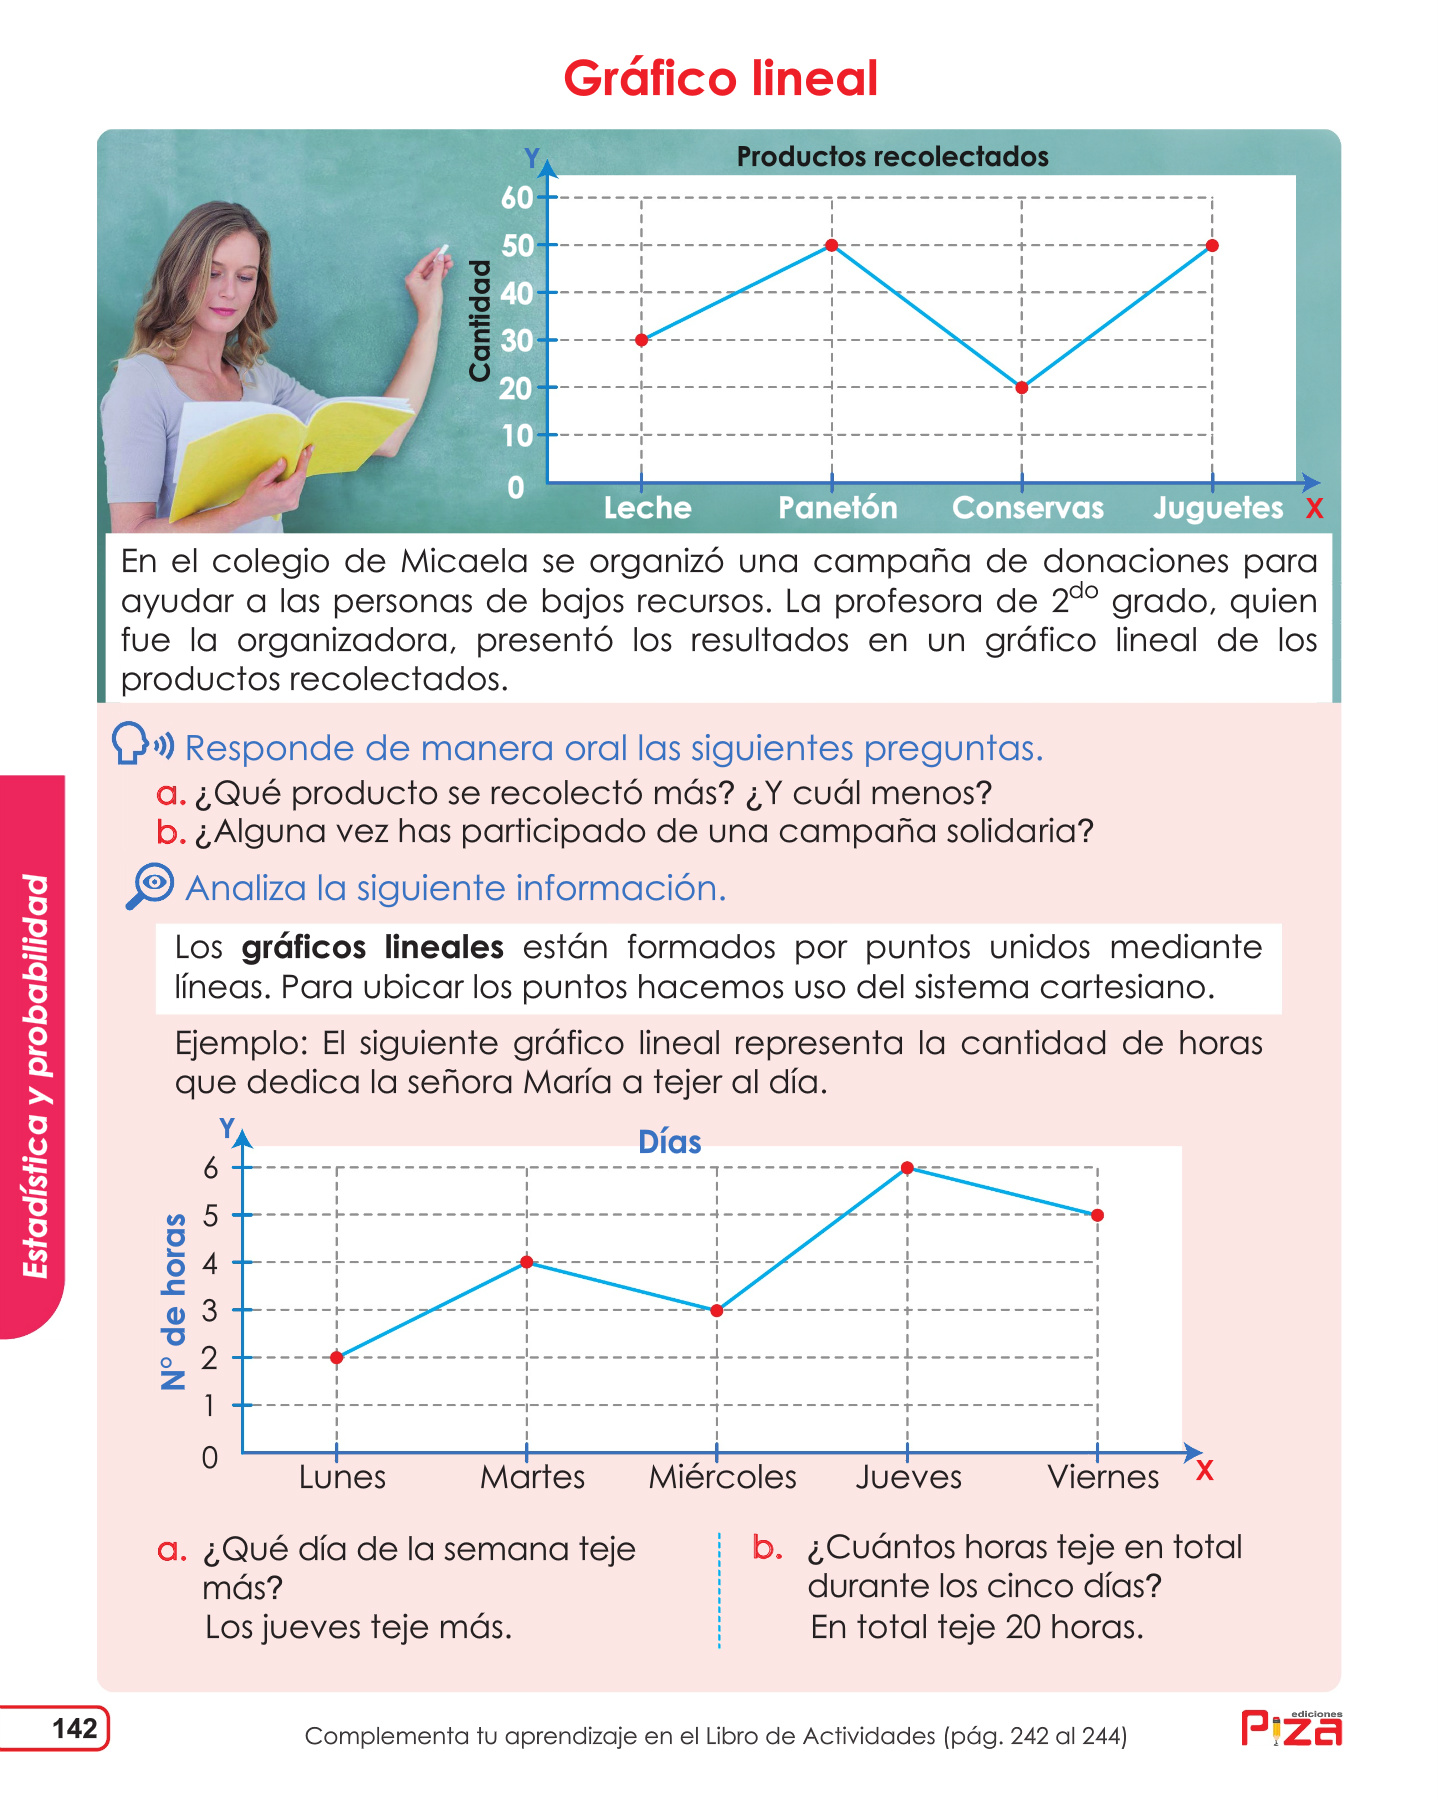 Gráfico lineal
Productos recolectados
Y
60
50
40
30
20
10
0
Cantidad
Leche Panetón Conservas Juguetes X
En el colegio de Micaela se organizó una campaña de donaciones para
ayudar a las personas de bajos recursos. La profesora de 2do grado, quien
fue la organizadora, presentó los resultados en un gráfico lineal de los
productos recolectados.
Responde de manera oral las siguientes preguntas.
a. ¿Qué producto se recolectó más? ¿Y cuál menos?
b. ¿Alguna vez has participado de una campaña solidaria?
Analiza la siguiente información.
Los gráficos lineales están formados por puntos unidos mediante
líneas. Para ubicar los puntos hacemos uso del sistema cartesiano.
Ejemplo: El siguiente gráfico lineal representa la cantidad de horas
que dedica la señora María a tejer al día.
Y
Días
6
5
4
3
2
1
0
N° de horas
Lunes Martes Miércoles Jueves Viernes X
a. ¿Qué día de la semana teje
más?
Los jueves teje más.
b. ¿Cuántos horas teje en total
durante los cinco días?
En total teje 20 horas.
Estadística y probabilidad
142
Complementa tu aprendizaje en el Libro de Actividades (pág. 242 al 244)
ediciones
Piza